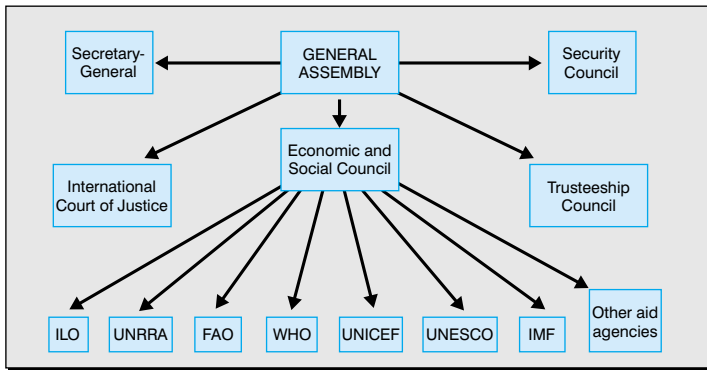 Secretary-
General
GENERAL
ASSEMBLY
Security
Council
International
Court of Justice
Economic and
Social Council
Trusteeship
Council
ILO
UNRRA
FAO
WHO
UNICEF
UNESCO
IMF
Other aid
agencies